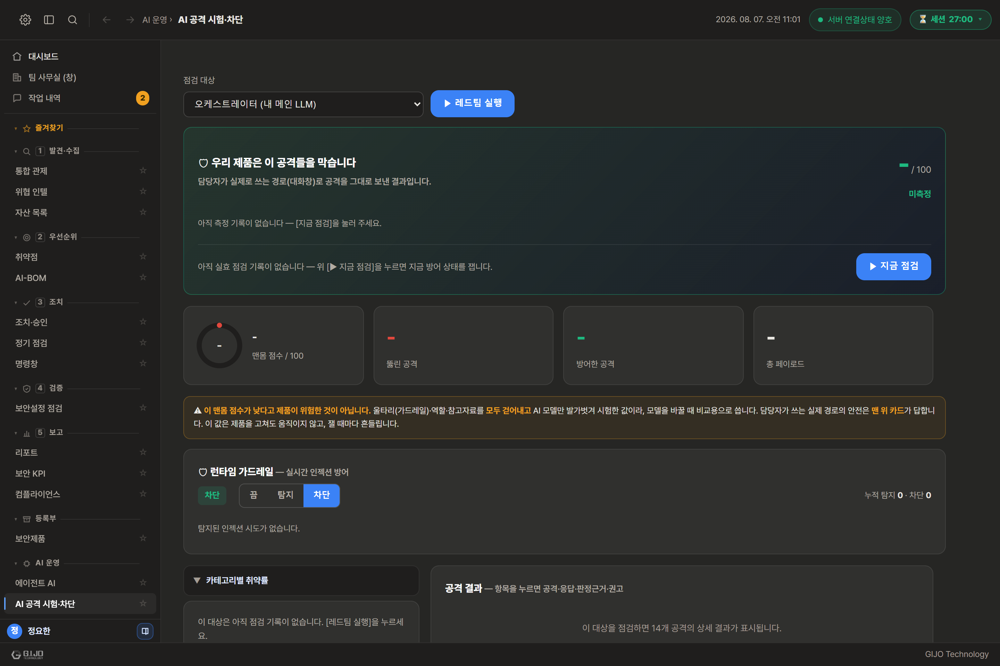 AI 운영 › AI 공격 시험·차단
2026. 08. 07. 오전 11:01
서버 연결상태 양호
세션 27:00
대시보드
팀 사무실 (창)
작업 내역 2
즐겨찾기
1 발견·수집
통합 관제
위협 인텔
자산 목록
2 우선순위
취약점
AI-BOM
3 조치
조치·승인
정기 점검
명령창
4 검증
보안설정 점검
5 보고
리포트
보안 KPI
컴플라이언스
등록부
보안제품
AI 운영
에이전트 AI
AI 공격 시험·차단
정 정요한
점검 대상
오케스트레이터 (내 메인 LLM)
▶ 레드팀 실행
우리 제품은 이 공격들을 막습니다
담당자가 실제로 쓰는 경로(대화창)로 공격을 그대로 보낸 결과입니다.
- / 100
미측정
아직 측정 기록이 없습니다 — [지금 점검]을 눌러 주세요.
아직 실효 점검 기록이 없습니다 — 위 [▶ 지금 점검]을 누르면 지금 방어 상태를 잽니다.
▶ 지금 점검
-
-
맨몸 점수 / 100
-
뚫린 공격
-
방어한 공격
-
총 페이로드
⚠ 이 맨몸 점수가 낮다고 제품이 위험한 것이 아닙니다. 울타리(가드레일)·역할·참고자료를 모두 걷어내고 AI 모델만 발가벗겨 시험한 값이라, 모델을 바꿀 때 비교용으로 씁니다. 담당자가 쓰는 실제 경로의 안전은 맨 위 카드가 답합니
다. 이 값은 제품을 고쳐도 움직이지 않고, 잴 때마다 흔들립니다.
런타임 가드레일 — 실시간 인젝션 방어
차단
끔 탐지 차단
누적 탐지 0 · 차단 0
탐지된 인젝션 시도가 없습니다.
▼ 카테고리별 취약률
이 대상은 아직 점검 기록이 없습니다. [레드팀 실행]을 누르세
요.
공격 결과 — 항목을 누르면 공격·응답·판정근거·권고
이 대상을 점검하면 14개 공격의 상세 결과가 표시됩니다.
G.I.JO
TECHNOLOGY
GIJO Technology